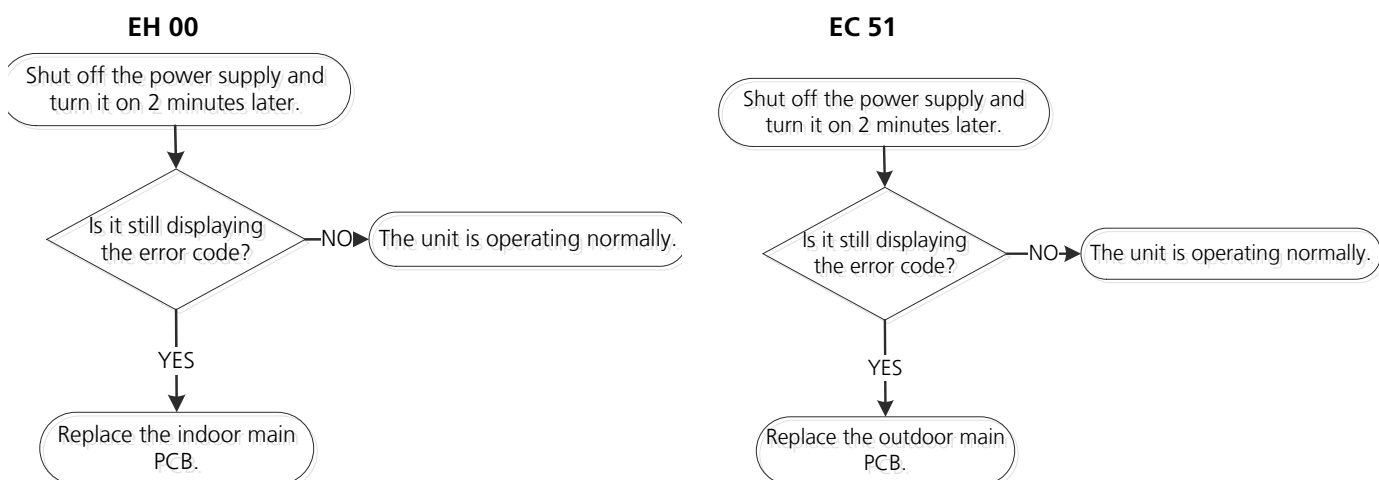 EH 00
Shut off the power supply and
turn it on 2 minutes later.
Is it still displaying
the error code?
NO
The unit is operating normally.
YES
Replace the indoor main
PCB.
EC 51
Shut off the power supply and
turn it on 2 minutes later.
Is it still displaying
the error code?
NO
The unit is operating normally.
YES
Replace the outdoor main
PCB.